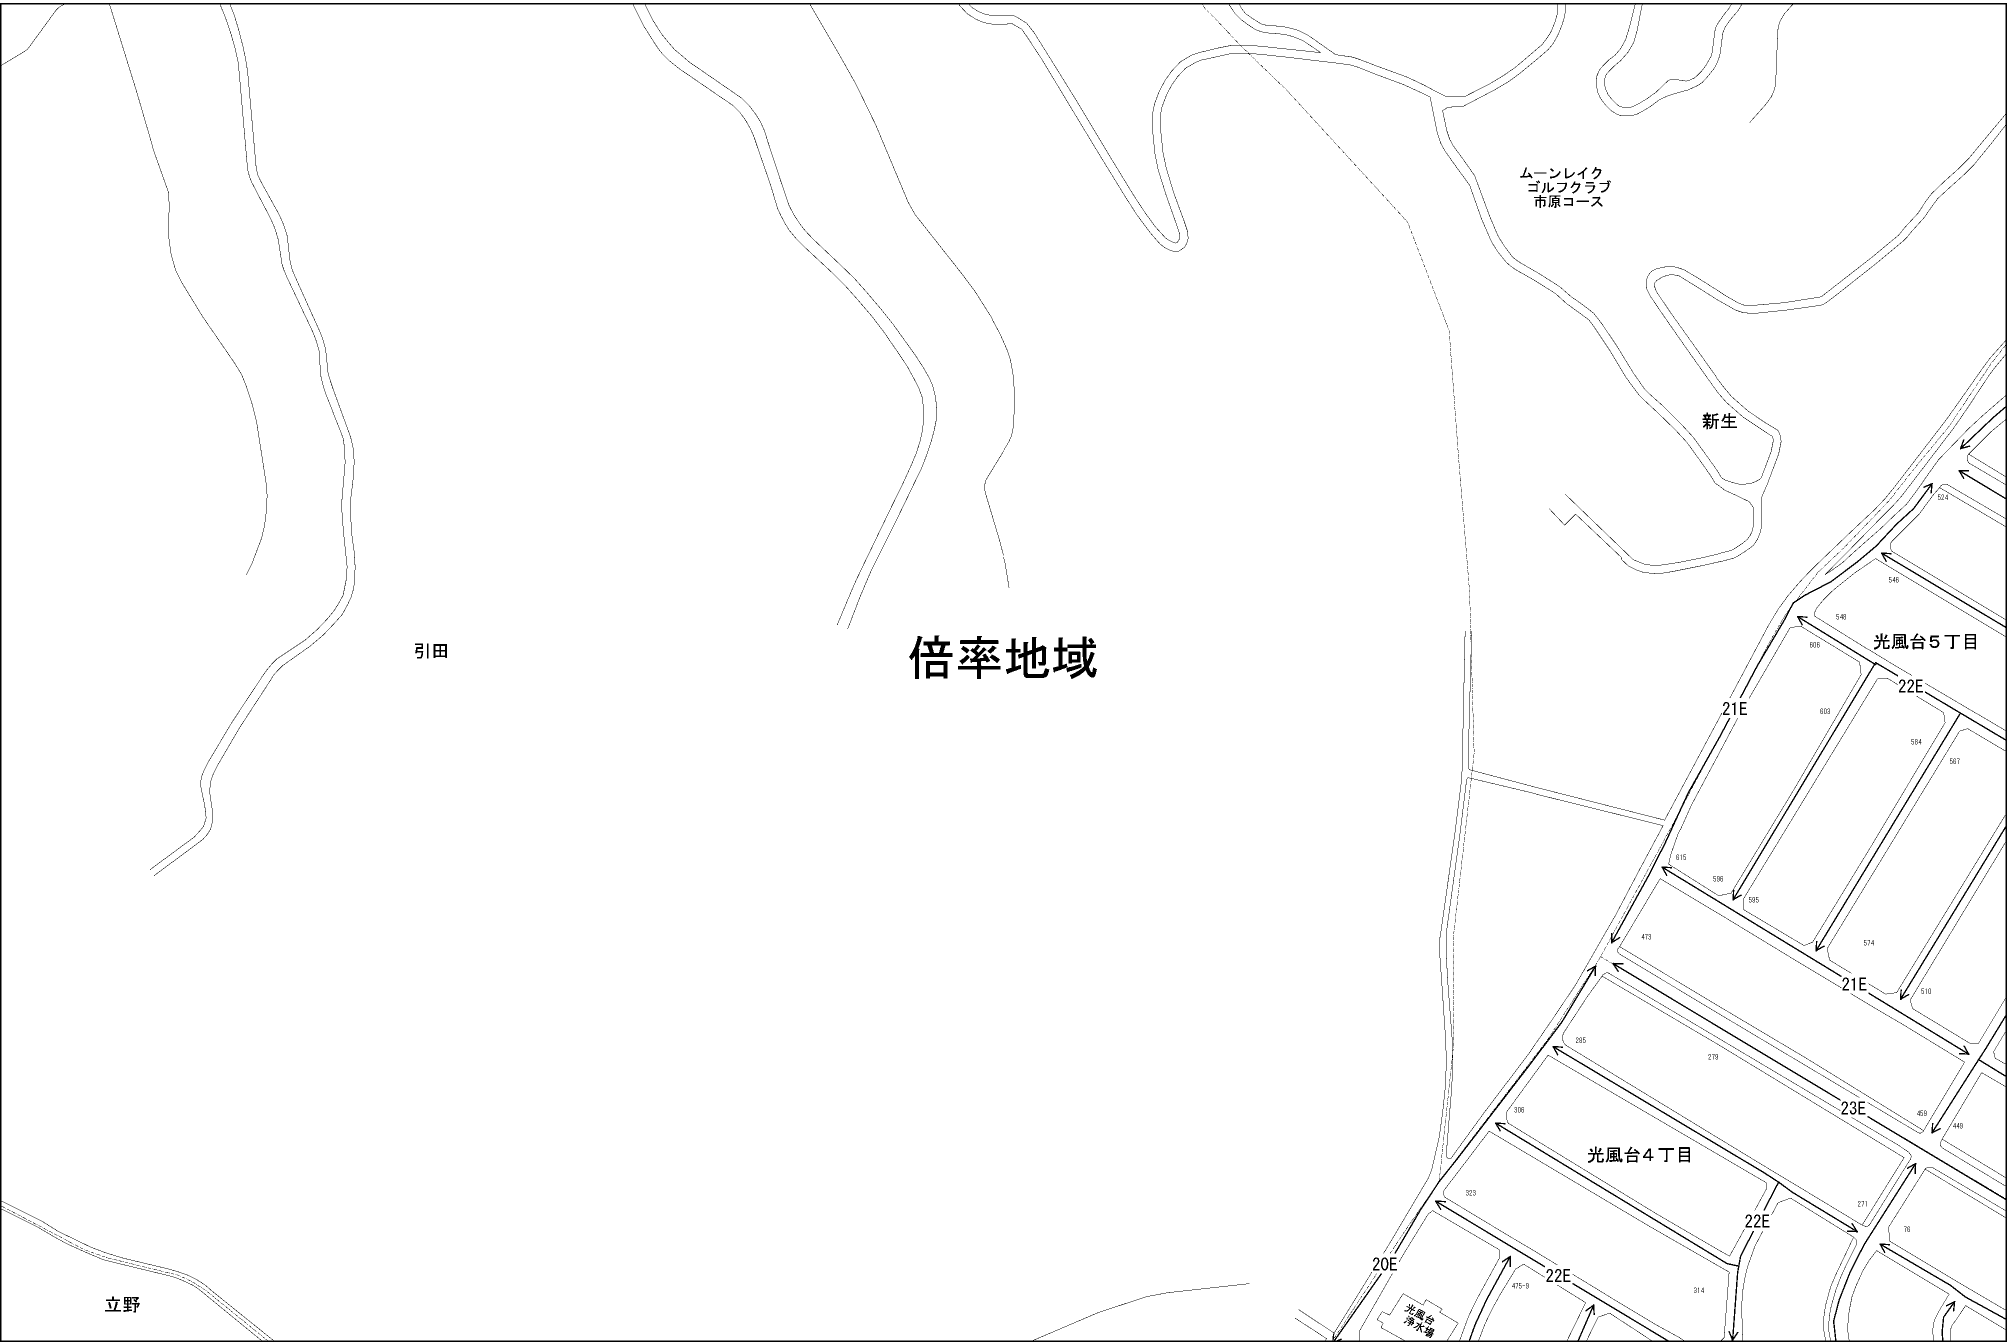 ムーンレイク
ゴルフクラブ
市原コース
新生
524
546
548
光風台5丁目
606
22E
603
21E
584
567
引田
倍率地域
615
596
595
473
574
21E
510
285
279
306
23E
459
449
光風台4丁目
323
271
22E
76
20E
22E
475-9
314
光風台
浄水場
立野